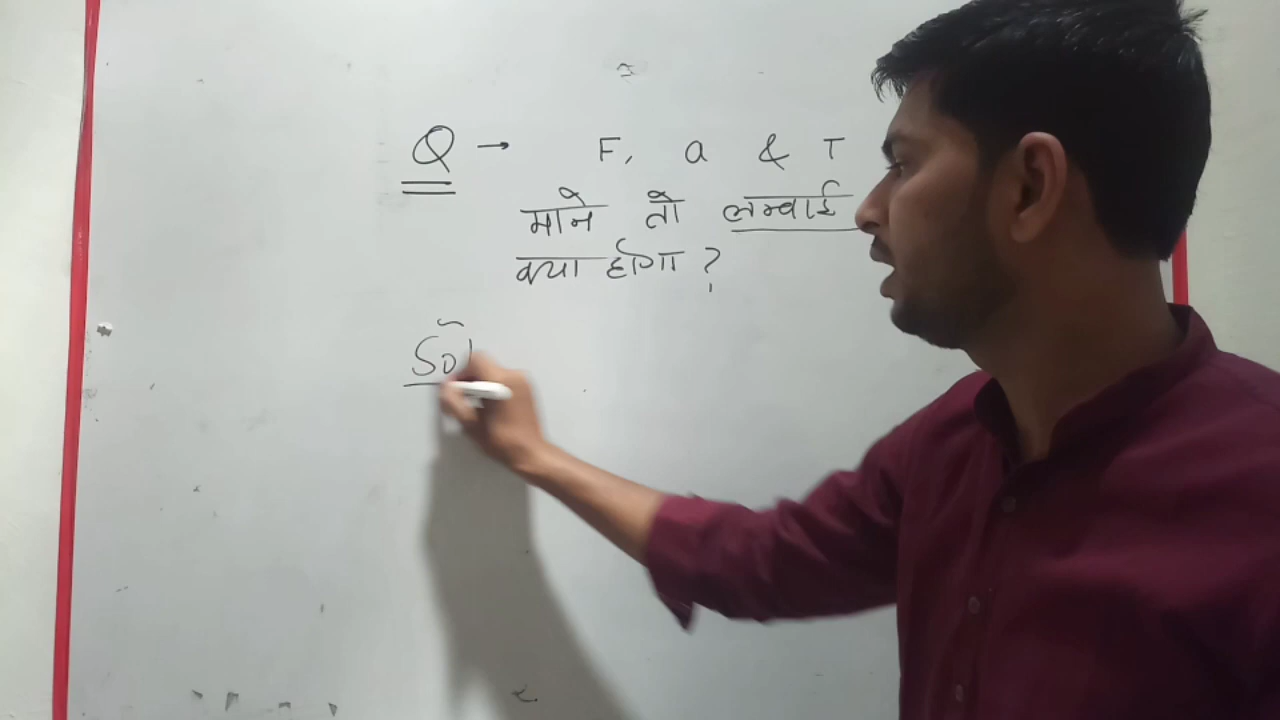 Q → F, a & T
माने तो लम्बाई
क्या होगा ?
Sol